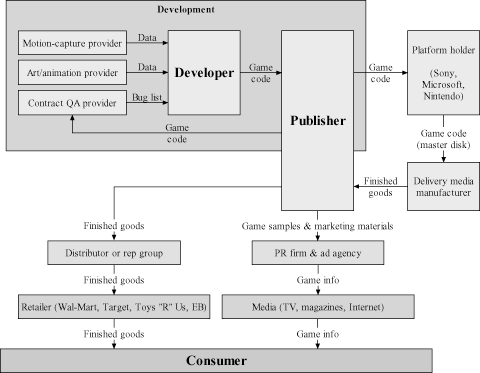 Development
Motion-capture provider
Data
Art/animation provider
Data
Contract QA provider
Bug list
Developer
Game
code
Game
code
Publisher
Game
code
Platform holder
(Sony,
Microsoft,
Nintendo)
Game code
(master disk)
Delivery media
manufacturer
Finished
goods
Finished goods
Game samples & marketing materials
Distributor or rep group
PR firm & ad agency
Finished goods
Game info
Retailer (Wal-Mart, Target, Toys "R" Us, EB)
Media (TV, magazines, Internet)
Finished goods
Game info
Consumer